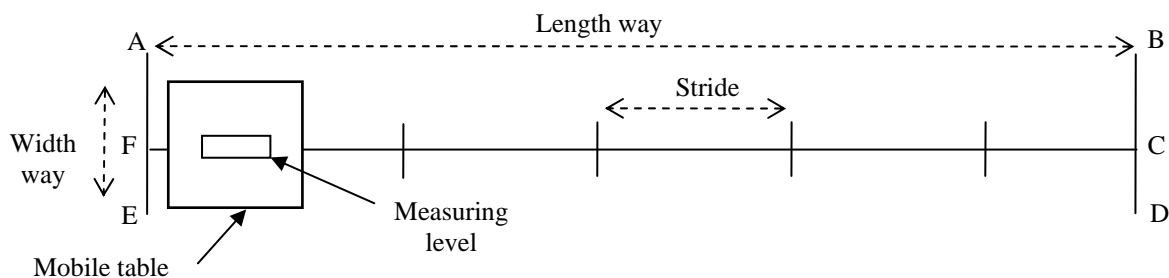 Length way
A
B
Stride
Width
way
F
C
E
D
Measuring
level
Mobile table